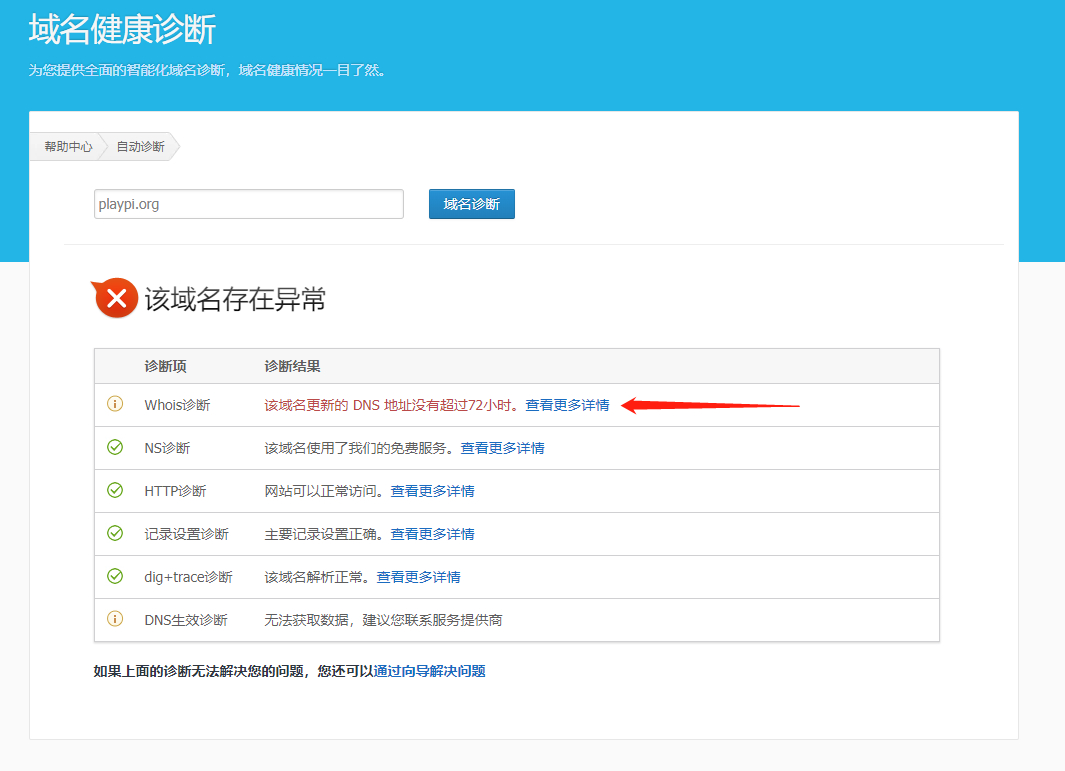 域名健康诊断
为您提供全面的智能化域名诊断，域名健康情况一目了然。
帮助中心 自动诊断
playpi.org 域名诊断
该域名存在异常
诊断项 诊断结果
Whois诊断 该域名更新的 DNS 地址没有超过72小时。查看更多详情
NS诊断 该域名使用了我们的免费服务。查看更多详情
HTTP诊断 网站可以正常访问。查看更多详情
记录设置诊断 主要记录设置正确。查看更多详情
dig+trace诊断 该域名解析正常。查看更多详情
DNS生效诊断 无法获取数据，建议您联系服务提供商
如果上面的诊断无法解决您的问题，您还可以通过向导解决问题